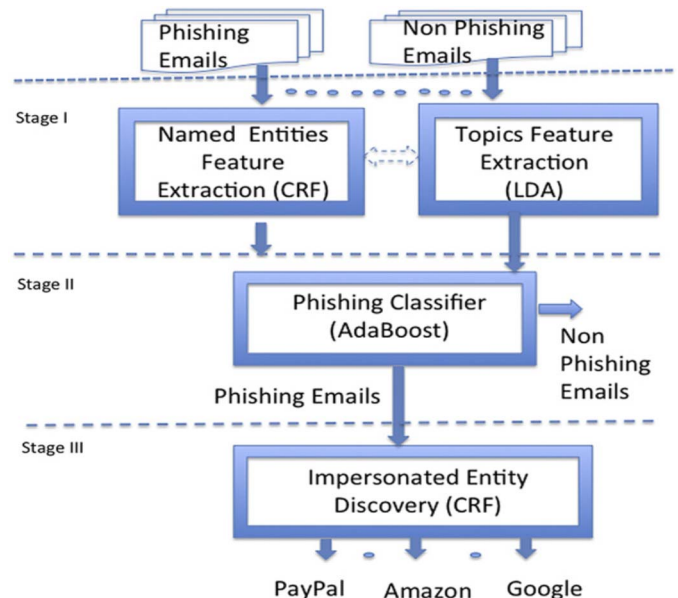 Phishing
Emails
Non Phishing
Emails
Stage I
Named Entities
Feature
Extraction (CRF)
Topics Feature
Extraction
(LDA)
Stage II
Phishing Classifier
(AdaBoost)
Non
Phishing
Emails
Phishing Emails
Stage III
Impersonated Entity
Discovery (CRF)
PayPal
Amazon
Google